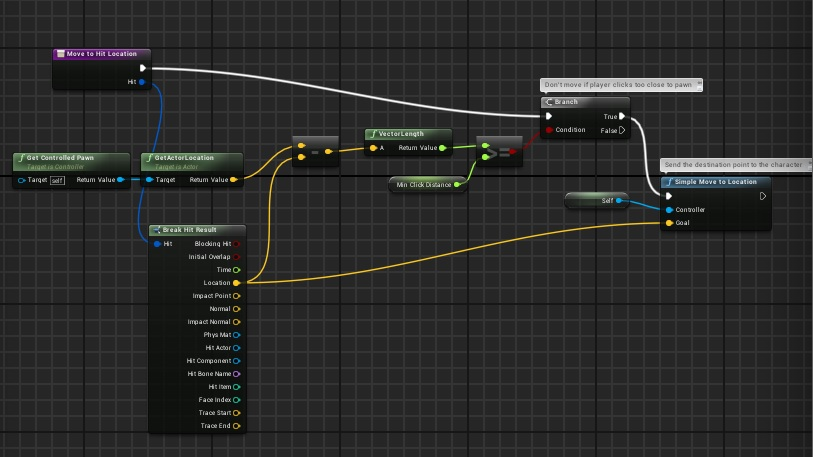 Move to Hit Location
Hit
Don't move if player clicks too close to pawn
Branch
True
Condition
False
VectorLength
A
Return Value
-
>=
Min Click Distance
Get Controlled Pawn
Target is Controller
Target
self
Return Value
GetActorLocation
Target is Actor
Target
Return Value
Send the destination point to the character
Simple Move to Location
Controller
Goal
Self
Break Hit Result
Hit
Blocking Hit
Initial Overlap
Time
Location
Impact Point
Normal
Impact Normal
Phys Mat
Hit Actor
Hit Component
Hit Bone Name
Hit Item
Face Index
Trace Start
Trace End